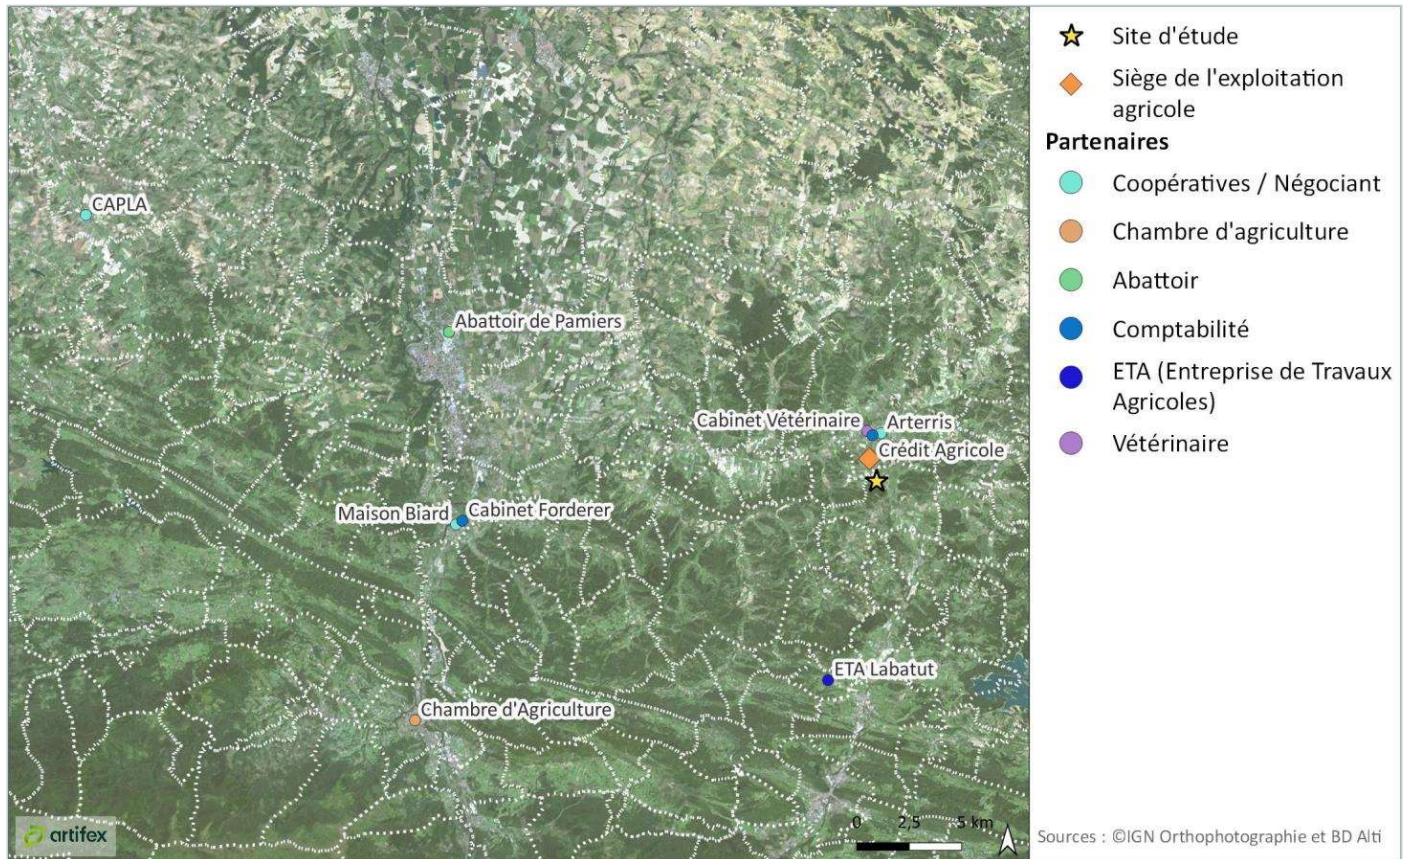 CAPLA
Abattoir de Pamiers
Cabinet Vétérinaire
Arterris
Crédit Agricole
Maison Biard
Cabinet Forderer
ETA Labatut
Chambre d'Agriculture
artifex
0 2,5 5 km
Site d'étude
Siège de l'exploitation
agricole
Partenaires
Coopératives / Négociant
Chambre d'agriculture
Abattoir
Comptabilité
ETA (Entreprise de Travaux
Agricoles)
Vétérinaire
Sources : ©IGN Orthophotographie et BD Alti